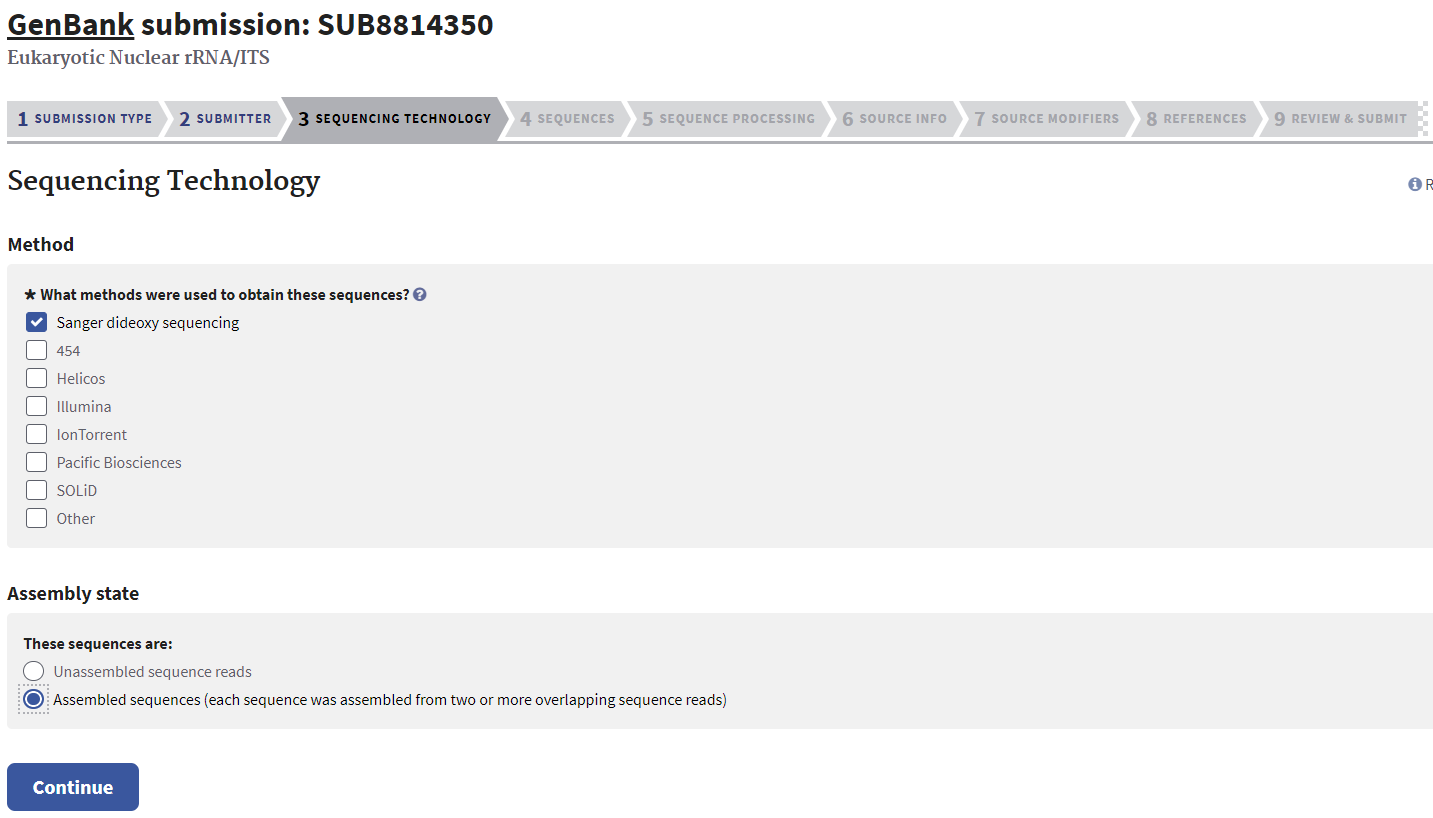 GenBank submission: SUB8814350
Eukaryotic Nuclear rRNA/ITS
1 SUBMISSION TYPE 2 SUBMITTER 3 SEQUENCING TECHNOLOGY 4 SEQUENCES 5 SEQUENCE PROCESSING 6 SOURCE INFO 7 SOURCE MODIFIERS 8 REFERENCES 9 REVIEW & SUBMIT
Sequencing Technology
R
Method
* What methods were used to obtain these sequences?
Sanger dideoxy sequencing
454
Helicos
Illumina
IonTorrent
Pacific Biosciences
SOLiD
Other
Assembly state
These sequences are:
Unassembled sequence reads
Assembled sequences (each sequence was assembled from two or more overlapping sequence reads)
Continue